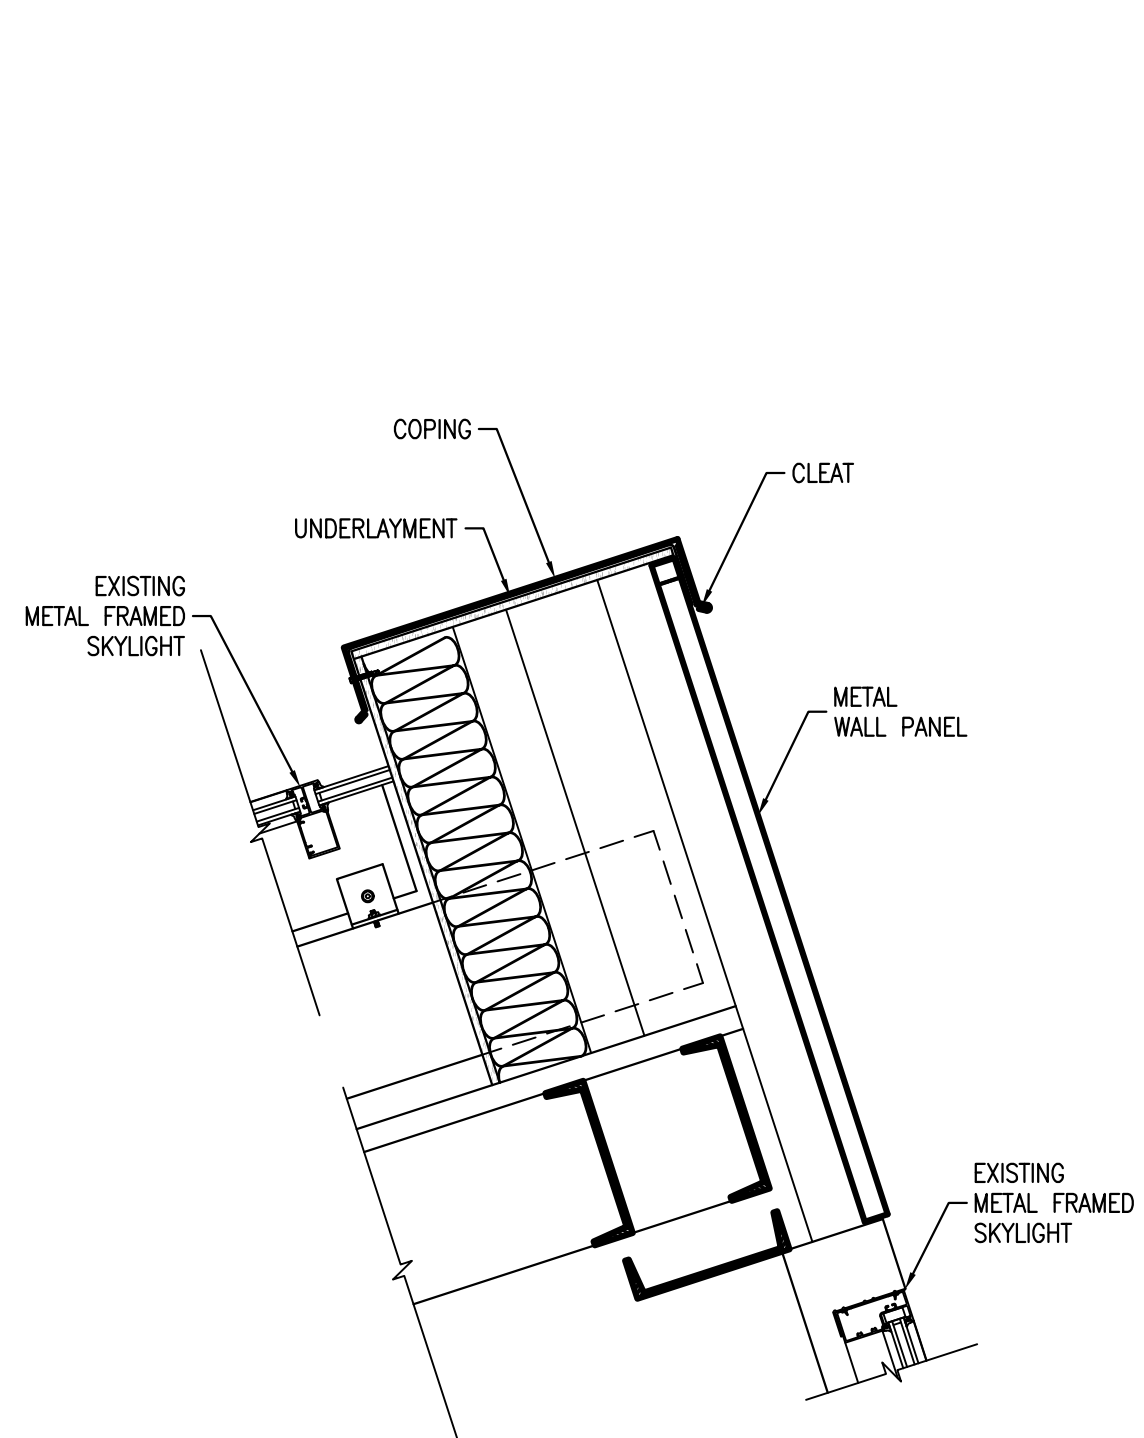 COPING
CLEAT
UNDERLAYMENT
EXISTING
METAL FRAMED
SKYLIGHT
METAL
WALL PANEL
EXISTING
METAL FRAMED
SKYLIGHT